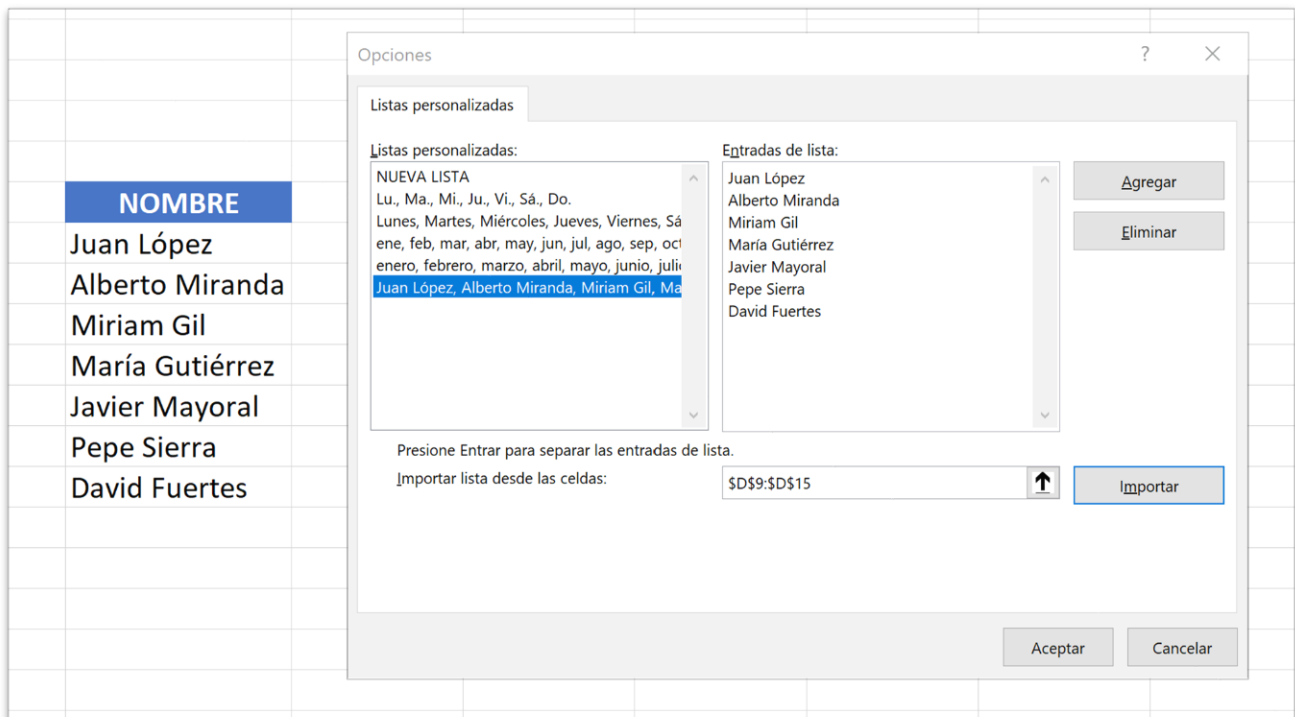 NOMBRE
Juan López
Alberto Miranda
Miriam Gil
María Gutiérrez
Javier Mayoral
Pepe Sierra
David Fuertes
Opciones
?
Listas personalizadas
Listas personalizadas:
NUEVA LISTA
Lu., Ma., Mi., Ju., Vi., Sá., Do.
Lunes, Martes, Miércoles, Jueves, Viernes, Sá
ene, feb, mar, abr, may, jun, jul, ago, sep, oct
enero, febrero, marzo, abril, mayo, junio, julio
Juan López, Alberto Miranda, Miriam Gil, Ma
Entradas de lista:
Juan López
Alberto Miranda
Miriam Gil
María Gutiérrez
Javier Mayoral
Pepe Sierra
David Fuertes
Agregar
Eliminar
Presione Entrar para separar las entradas de lista.
Importar lista desde las celdas:
$D$9:$D$15
Importar
Aceptar
Cancelar